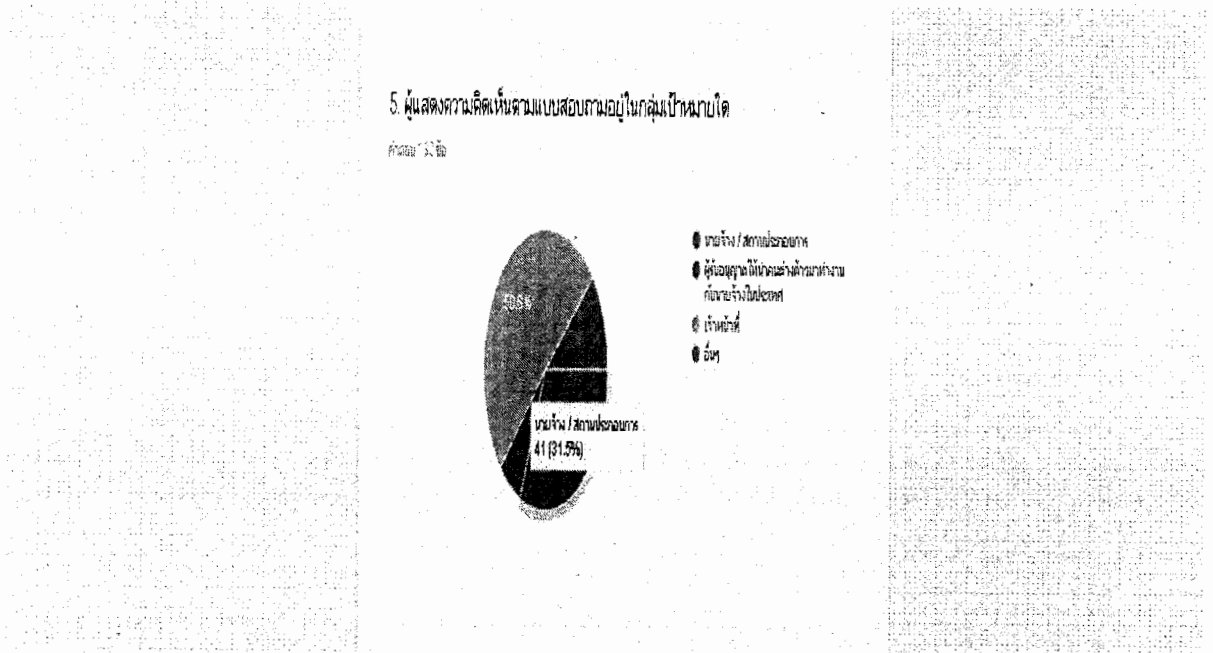 5. ผู้แสดงความคิดเห็นตามแบบสอบถามอยู่ในกลุ่มเป้าหมายใด
นายจ้าง / สถานประกอบการ
ผู้รับอนุญาตให้นำคนต่างด้าวมาทำงาน
กับนายจ้างในประเทศ
เจ้าหน้าที่
อื่นๆ
นายจ้าง / สถานประกอบการ
41 (31.5%)